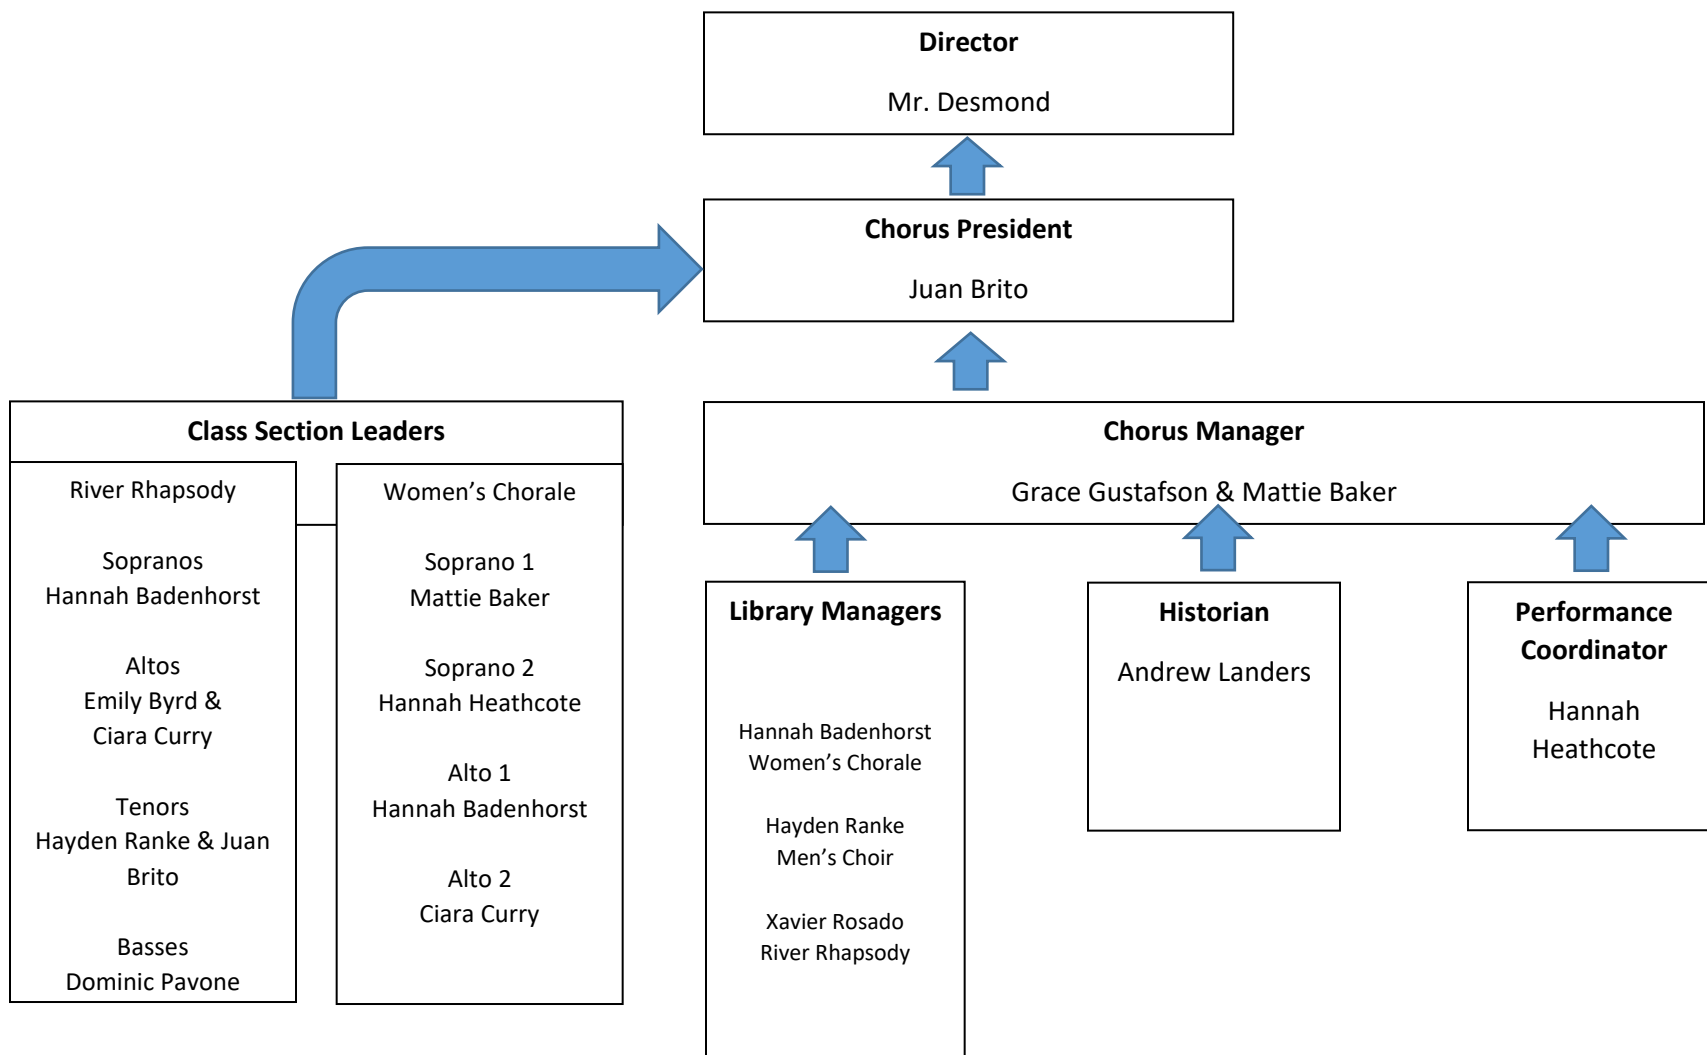 Director
Mr. Desmond
Chorus President
Juan Brito
Class Section Leaders
River Rhapsody
Sopranos
Hannah Badenhorst
Altos
Emily Byrd &
Ciara Curry
Tenors
Hayden Ranke & Juan
Brito
Basses
Dominic Pavone
Women’s Chorale
Soprano 1
Mattie Baker
Soprano 2
Hannah Heathcote
Alto 1
Hannah Badenhorst
Alto 2
Ciara Curry
Chorus Manager
Grace Gustafson & Mattie Baker
Library Managers
Hannah Badenhorst
Women’s Chorale
Hayden Ranke
Men’s Choir
Xavier Rosado
River Rhapsody
Historian
Andrew Landers
Performance
Coordinator
Hannah
Heathcote